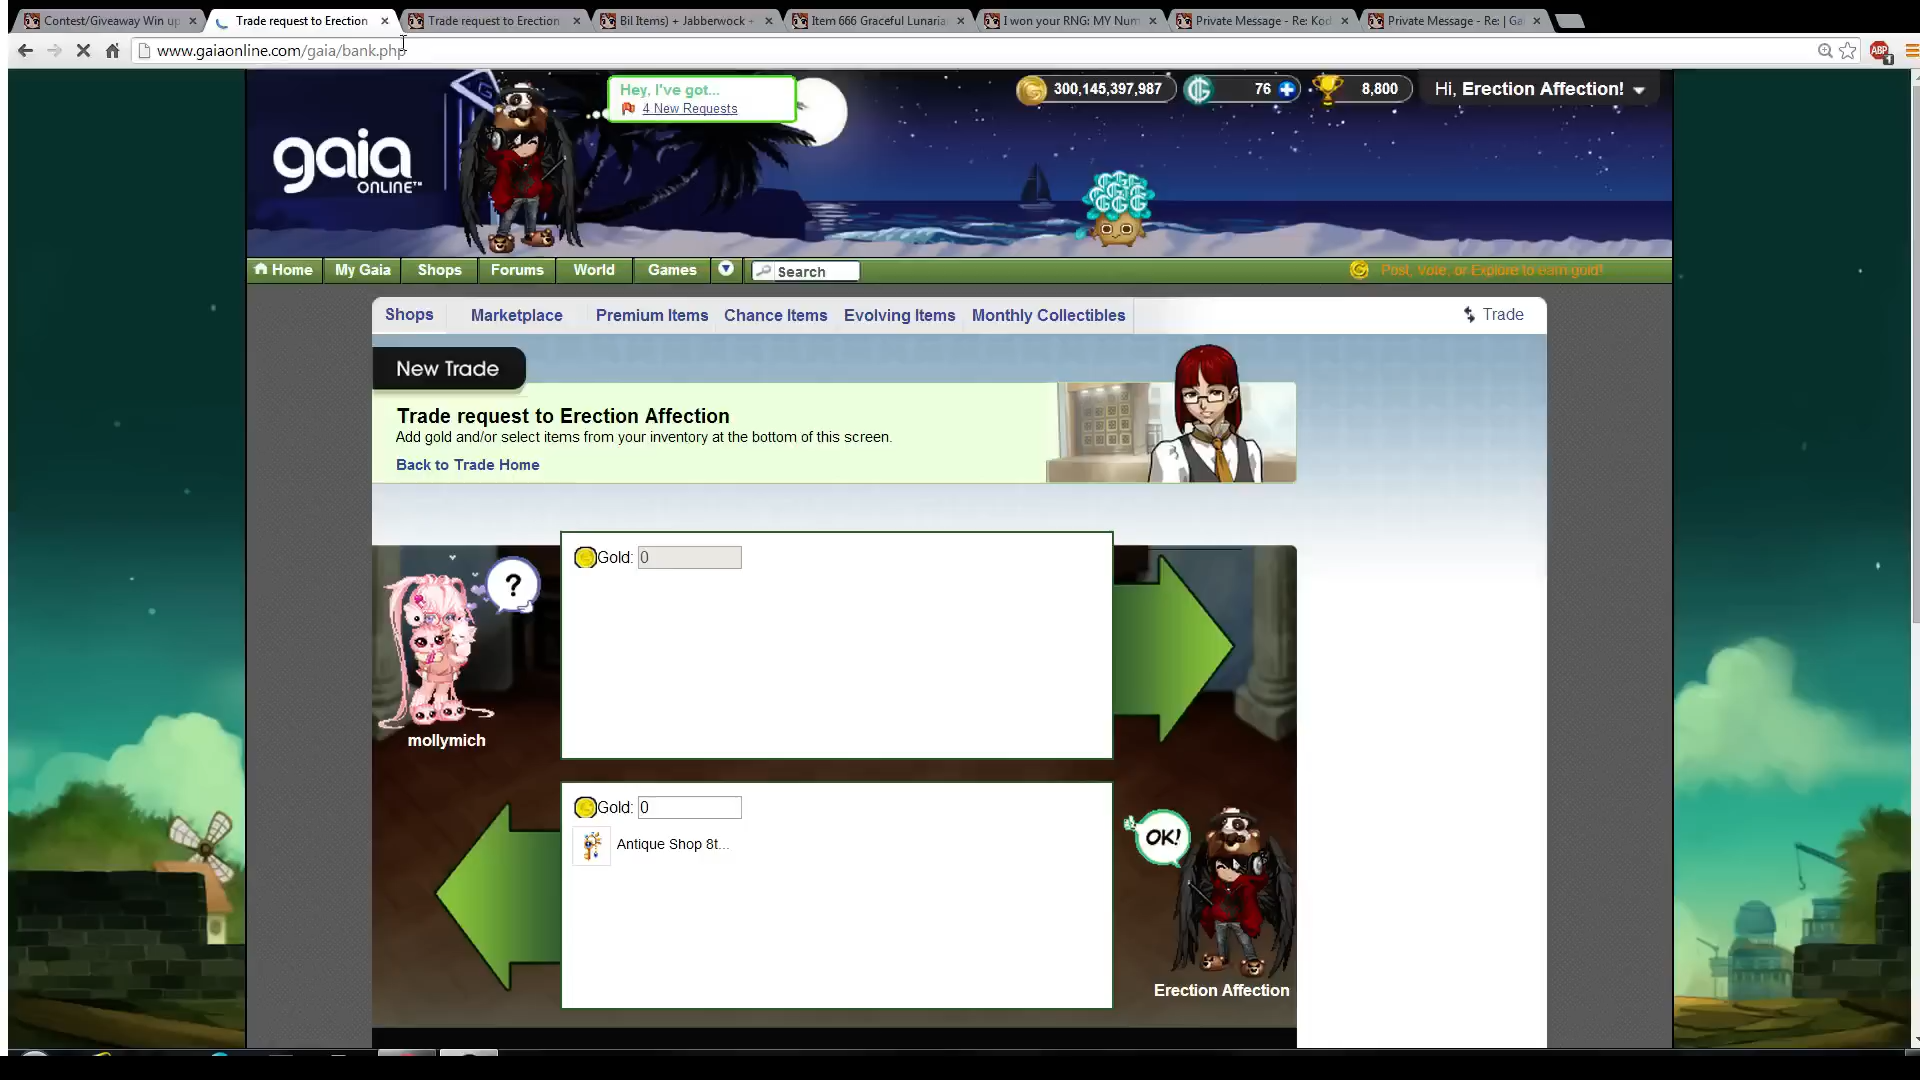 Contest/Giveaway Win up
Trade request to Erection
Trade request to Erection
Bil Items) + Jabberwock +
Item 666 Graceful Lunaria
I won your RNG: MY Num
Private Message - Re: Kod
Private Message - Re: | Ga
www.gaiaonline.com/gaia/bank.php
ABP
1
Hey, I've got...
4 New Requests
300,145,397,987
76
8,800
Hi, Erection Affection!
gaia
ONLINE™
Home
My Gaia
Shops
Forums
World
Games
Search
Post, Vote, or Explore to earn gold!
Shops
Marketplace
Premium Items
Chance Items
Evolving Items
Monthly Collectibles
Trade
New Trade
Trade request to Erection Affection
Add gold and/or select items from your inventory at the bottom of this screen.
Back to Trade Home
Gold: 0
?
mollymich
Gold: 0
Antique Shop 8t...
OK!
Erection Affection